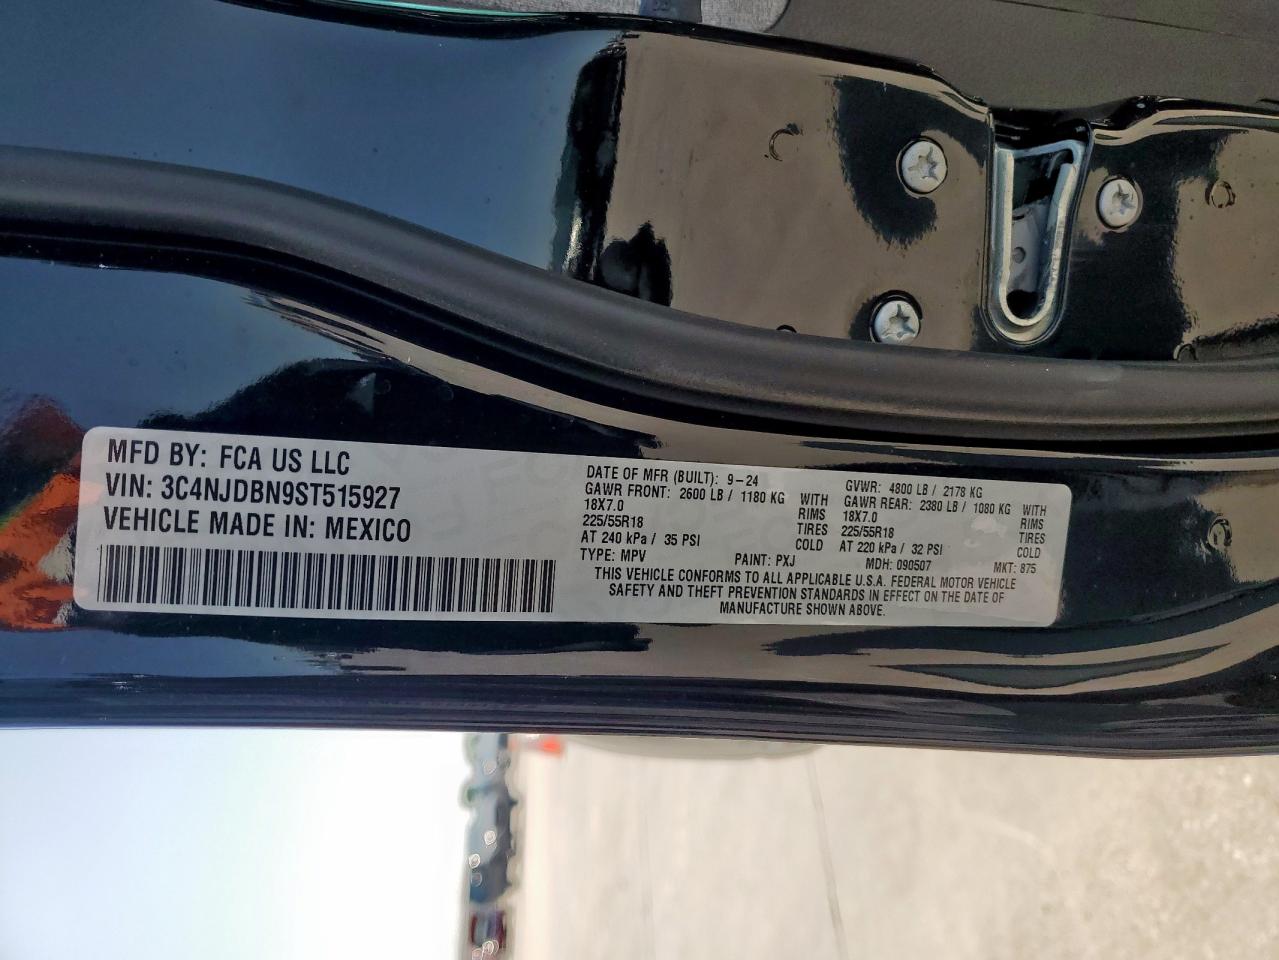 MFD BY: FCA US LLC
VIN: 3C4NJDBN9ST515927
VEHICLE MADE IN: MEXICO
DATE OF MFR (BUILT): 9-24
GAWR FRONT: 2600 LB / 1180 KG WITH
18X7.0 RIMS
225/55R18 TIRES
AT 240 kPa / 35 PSI COLD
TYPE: MPV PAINT: PXJ
GVWR: 4800 LB / 2178 KG
GAWR REAR: 2380 LB / 1080 KG WITH
18X7.0 RIMS
225/55R18 TIRES
AT 220 kPa / 32 PSI COLD
MDH: 090507 MKT: 875
THIS VEHICLE CONFORMS TO ALL APPLICABLE U.S.A. FEDERAL MOTOR VEHICLE
SAFETY AND THEFT PREVENTION STANDARDS IN EFFECT ON THE DATE OF
MANUFACTURE SHOWN ABOVE.